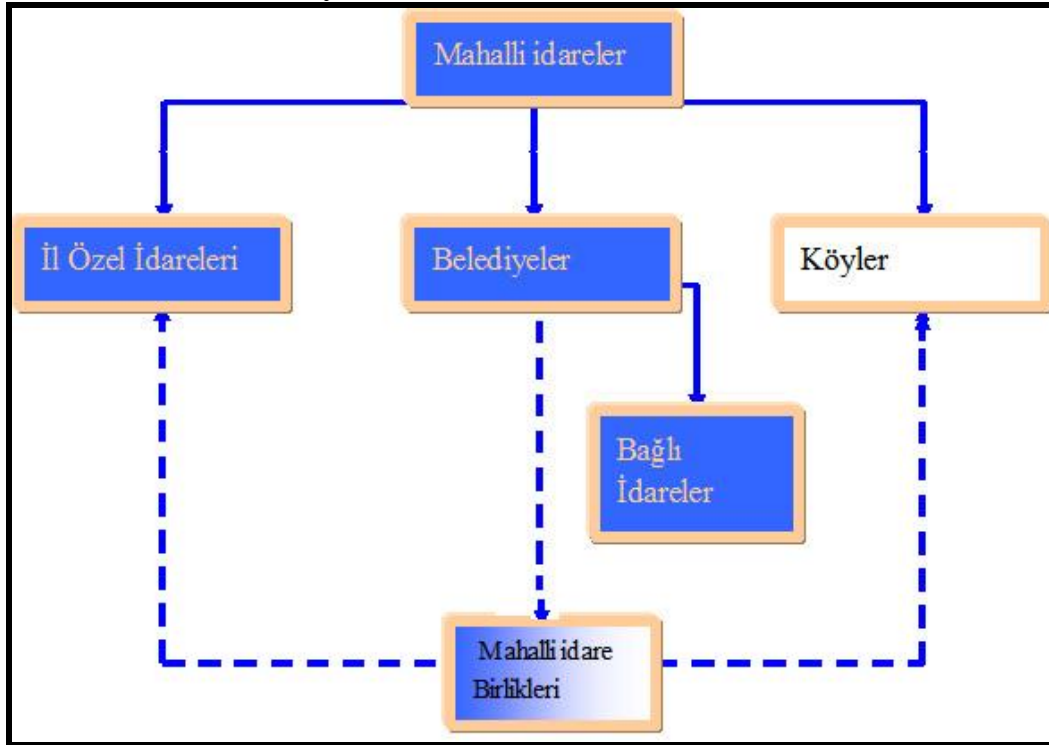 Mahalli idareler
İl Özel İdareleri
Belediyeler
Köyler
Bağlı
İdareler
Mahalli idare
Birlikleri